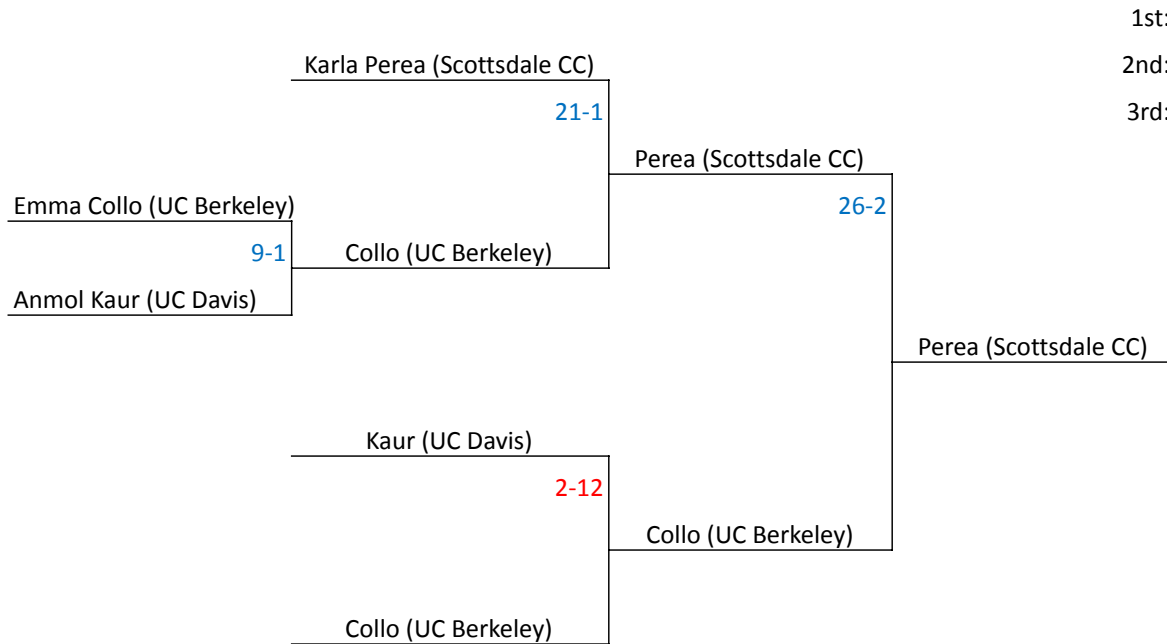 1st:
Karla Perea (Scottsdale CC)
2nd:
21-1
3rd:
Perea (Scottsdale CC)
Emma Collo (UC Berkeley)
26-2
9-1
Collo (UC Berkeley)
Anmol Kaur (UC Davis)
Perea (Scottsdale CC)
Kaur (UC Davis)
2-12
Collo (UC Berkeley)
Collo (UC Berkeley)